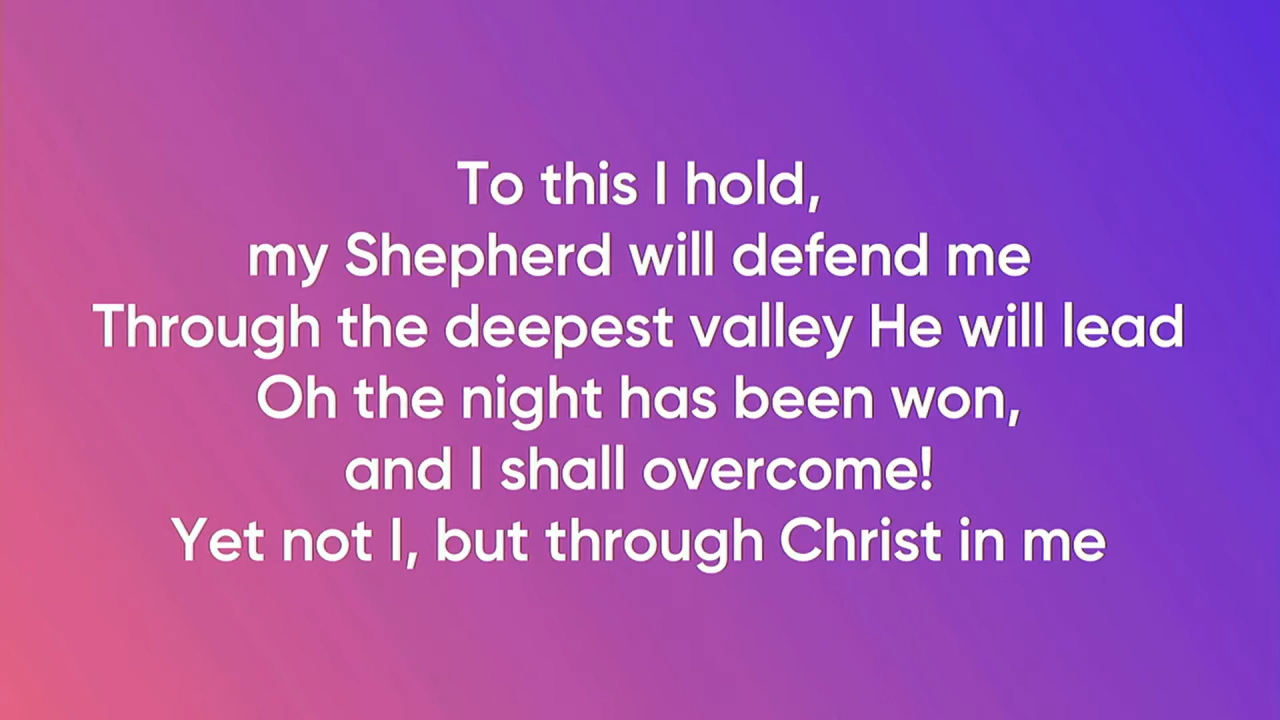 To this I hold,
my Shepherd will defend me
Through the deepest valley He will lead
Oh the night has been won,
and I shall overcome!
Yet not I, but through Christ in me